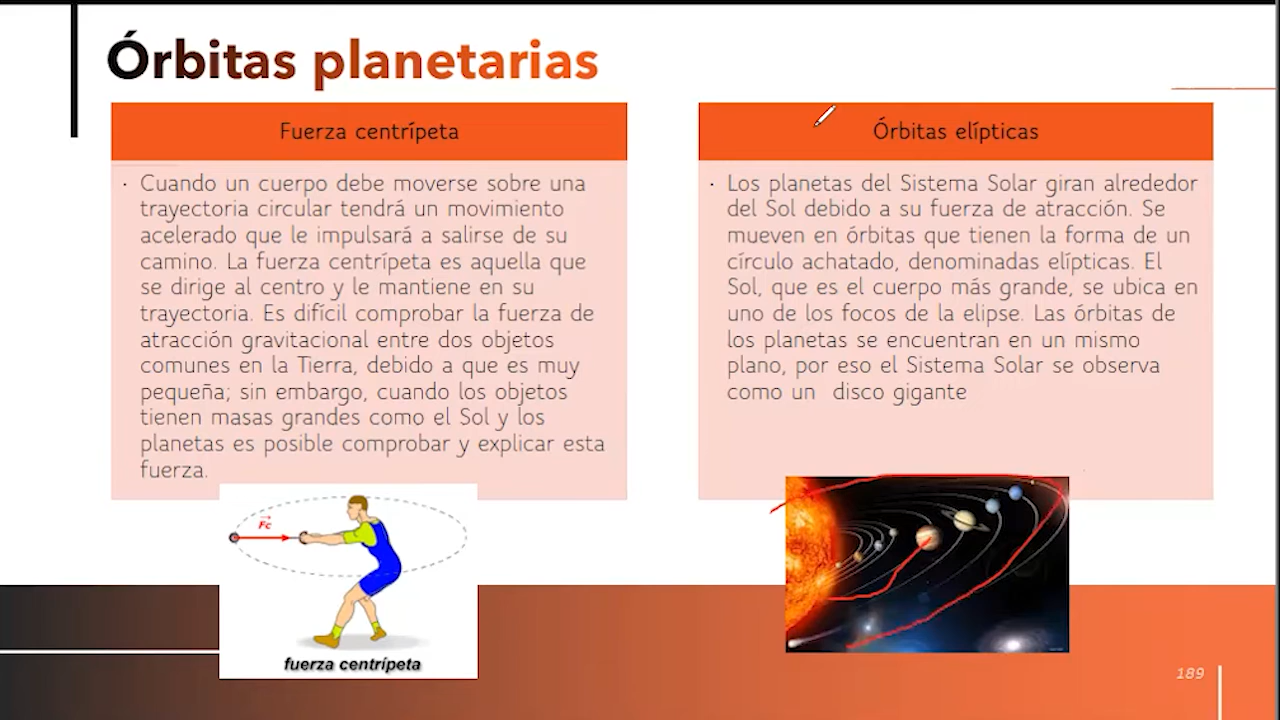 Órbitas planetarias
Fuerza centrípeta
· Cuando un cuerpo debe moverse sobre una
trayectoria circular tendrá un movimiento
acelerado que le impulsará a salirse de su
camino. La fuerza centrípeta es aquella que
se dirige al centro y le mantiene en su
trayectoria. Es difícil comprobar la fuerza de
atracción gravitacional entre dos objetos
comunes en la Tierra, debido a que es muy
pequeña; sin embargo, cuando los objetos
tienen masas grandes como el Sol y los
planetas es posible comprobar y explicar esta
fuerza.
Fc
fuerza centrípeta
Órbitas elípticas
· Los planetas del Sistema Solar giran alrededor
del Sol debido a su fuerza de atracción. Se
mueven en órbitas que tienen la forma de un
círculo achatado, denominadas elípticas. El
Sol, que es el cuerpo más grande, se ubica en
uno de los focos de la elipse. Las órbitas de
los planetas se encuentran en un mismo
plano, por eso el Sistema Solar se observa
como un disco gigante
189